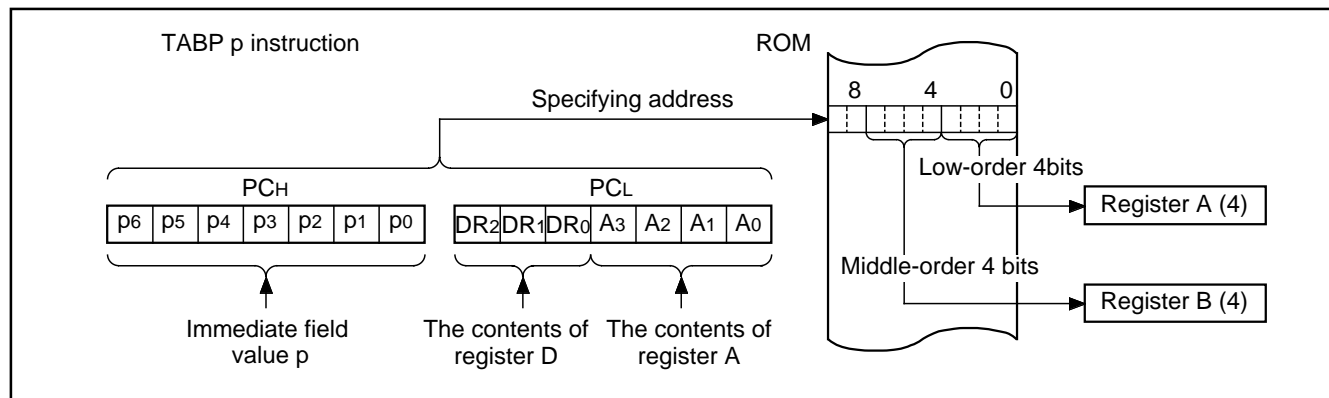 TABP p instruction
ROM
8 4 0
Specifying address
Low-order 4bits
PCH
PCL
Register A (4)
p6 p5 p4 p3 p2 p1 p0
DR2 DR1 DR0 A3 A2 A1 A0
Middle-order 4 bits
Register B (4)
Immediate field
value p
The contents of
register D
The contents of
register A